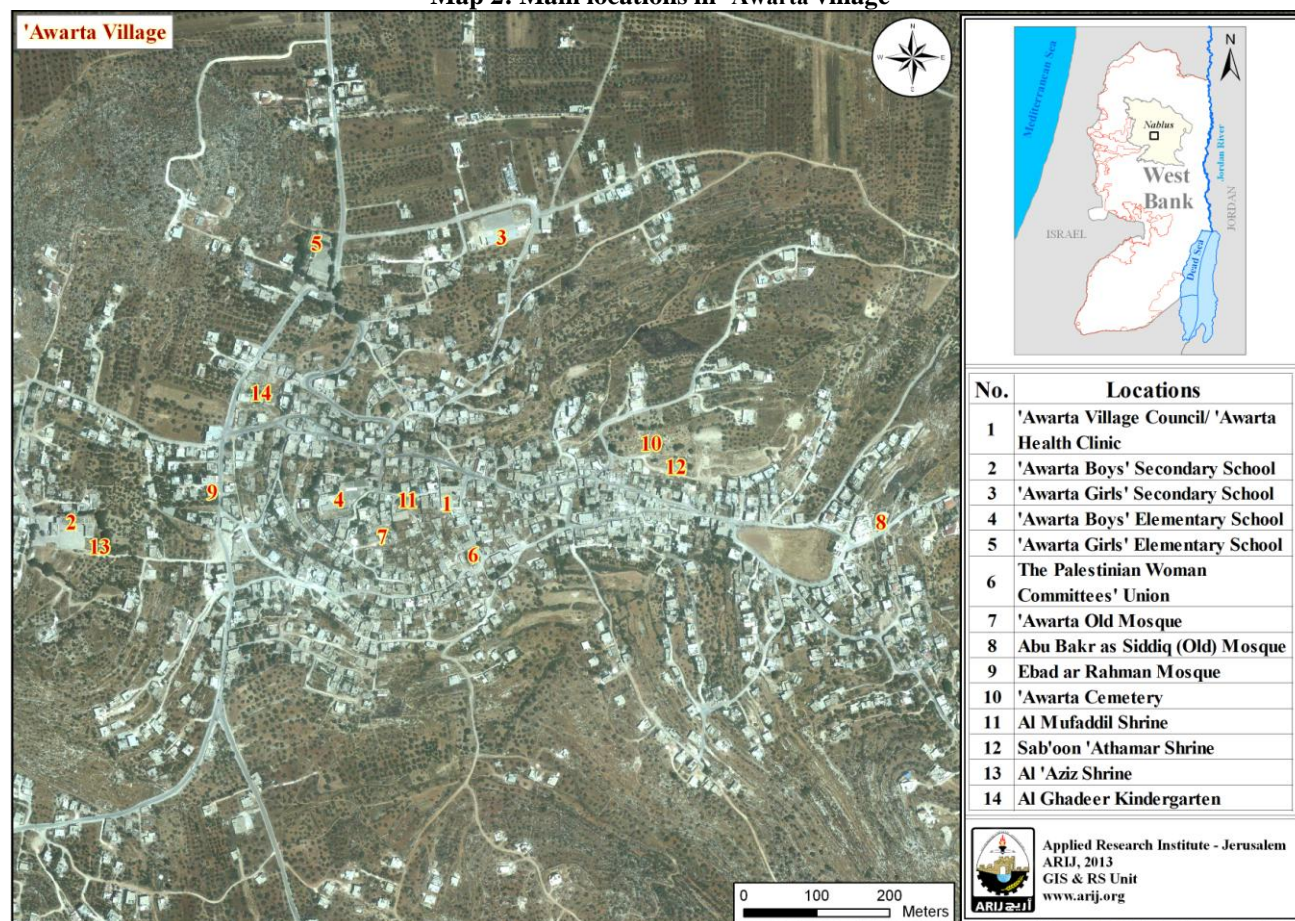 Map 2: Main locations in 'Awarta Village
'Awarta Village
N
W
E
S
5
3
14
10
12
9
4
11
1
2
13
7
6
8
0 100 200
Meters
N
Mediterranean Sea
Nablus
West
Bank
Jordan River
JORDAN
ISRAEL
Dead Sea
No. Locations
1 'Awarta Village Council/ 'Awarta
Health Clinic
2 'Awarta Boys' Secondary School
3 'Awarta Girls' Secondary School
4 'Awarta Boys' Elementary School
5 'Awarta Girls' Elementary School
6 The Palestinian Woman
Committees' Union
7 'Awarta Old Mosque
8 Abu Bakr as Siddiq (Old) Mosque
9 Ebad ar Rahman Mosque
10 'Awarta Cemetery
11 Al Mufaddil Shrine
12 Sab'oon 'Athamar Shrine
13 Al 'Aziz Shrine
14 Al Ghadeer Kindergarten
ARIJ أريج
Applied Research Institute - Jerusalem
ARIJ, 2013
GIS & RS Unit
www.arij.org